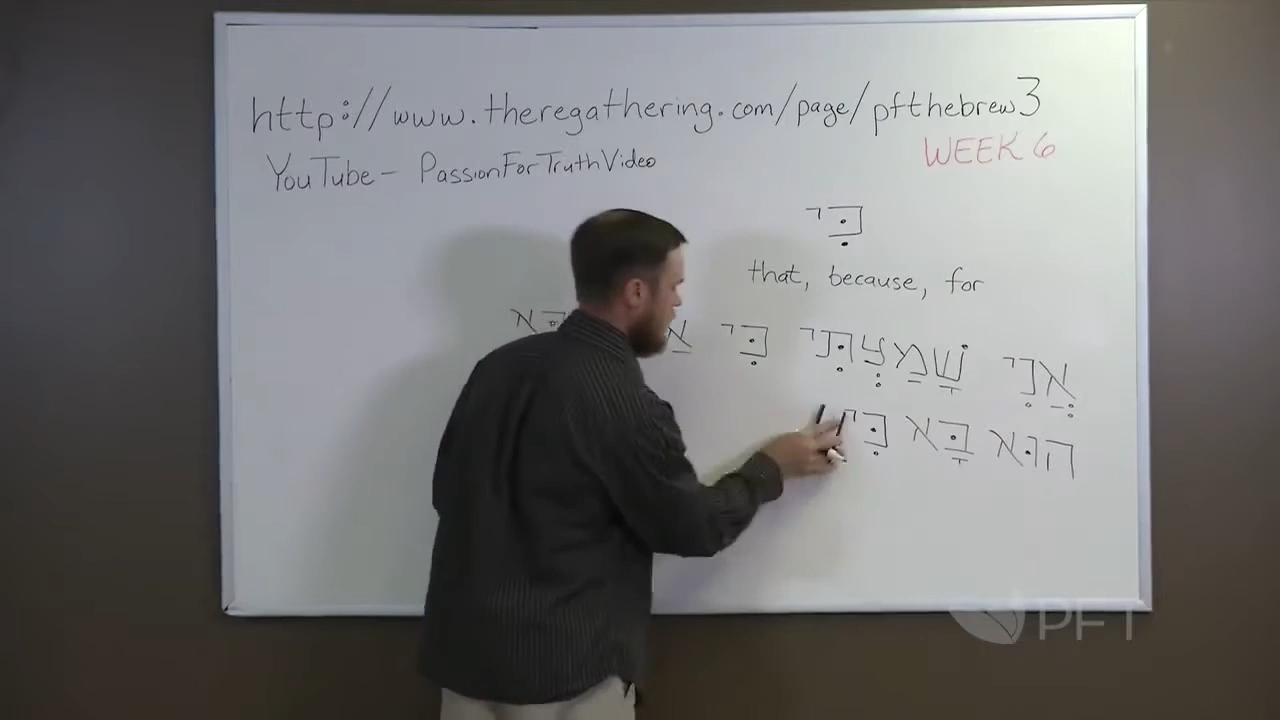 http://www.theregathering.com/page/pfthebrew3
YouTube- PassionForTruthVideo
WEEK 6
כִּי
that, because, for
אֲנִי שָׁמַעְתִּי כִּי
הוּא בָּא כִּי
PFT